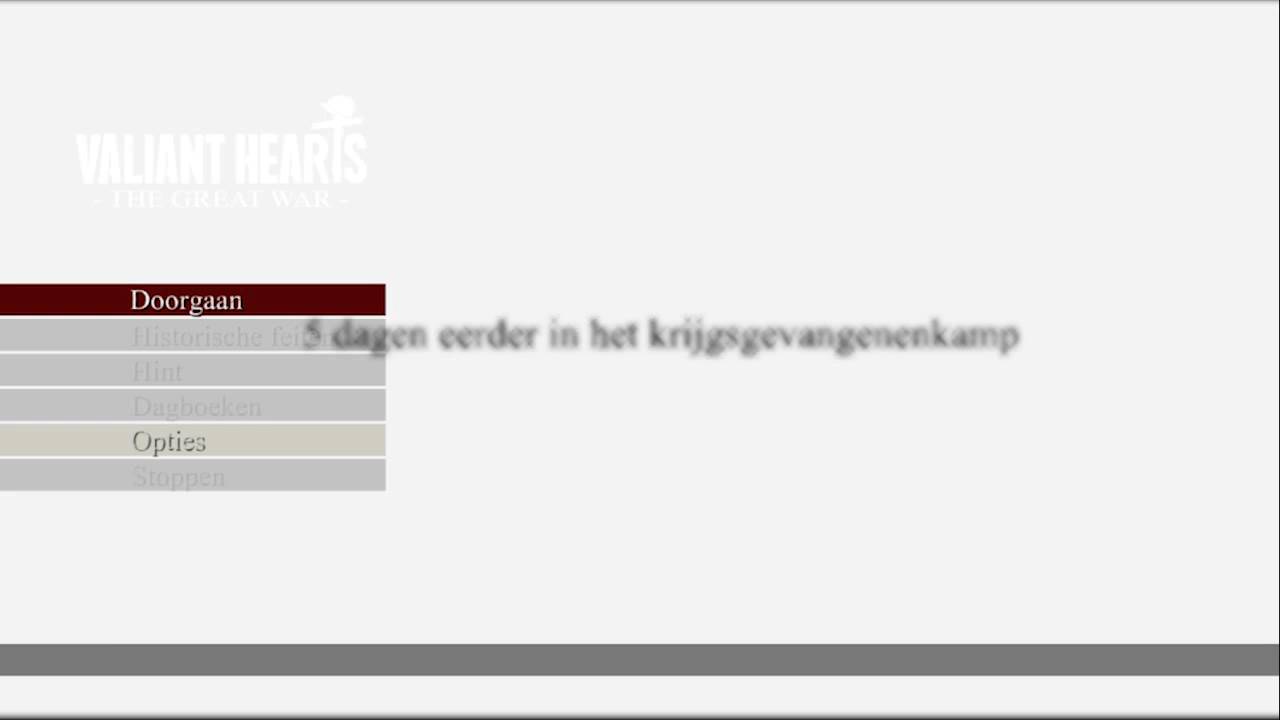 VALIANT HEARTS
- THE GREAT WAR -
Doorgaan
Historische feiten
5 dagen eerder in het krijgsgevangenenkamp
Hint
Dagboeken
Opties
Stoppen